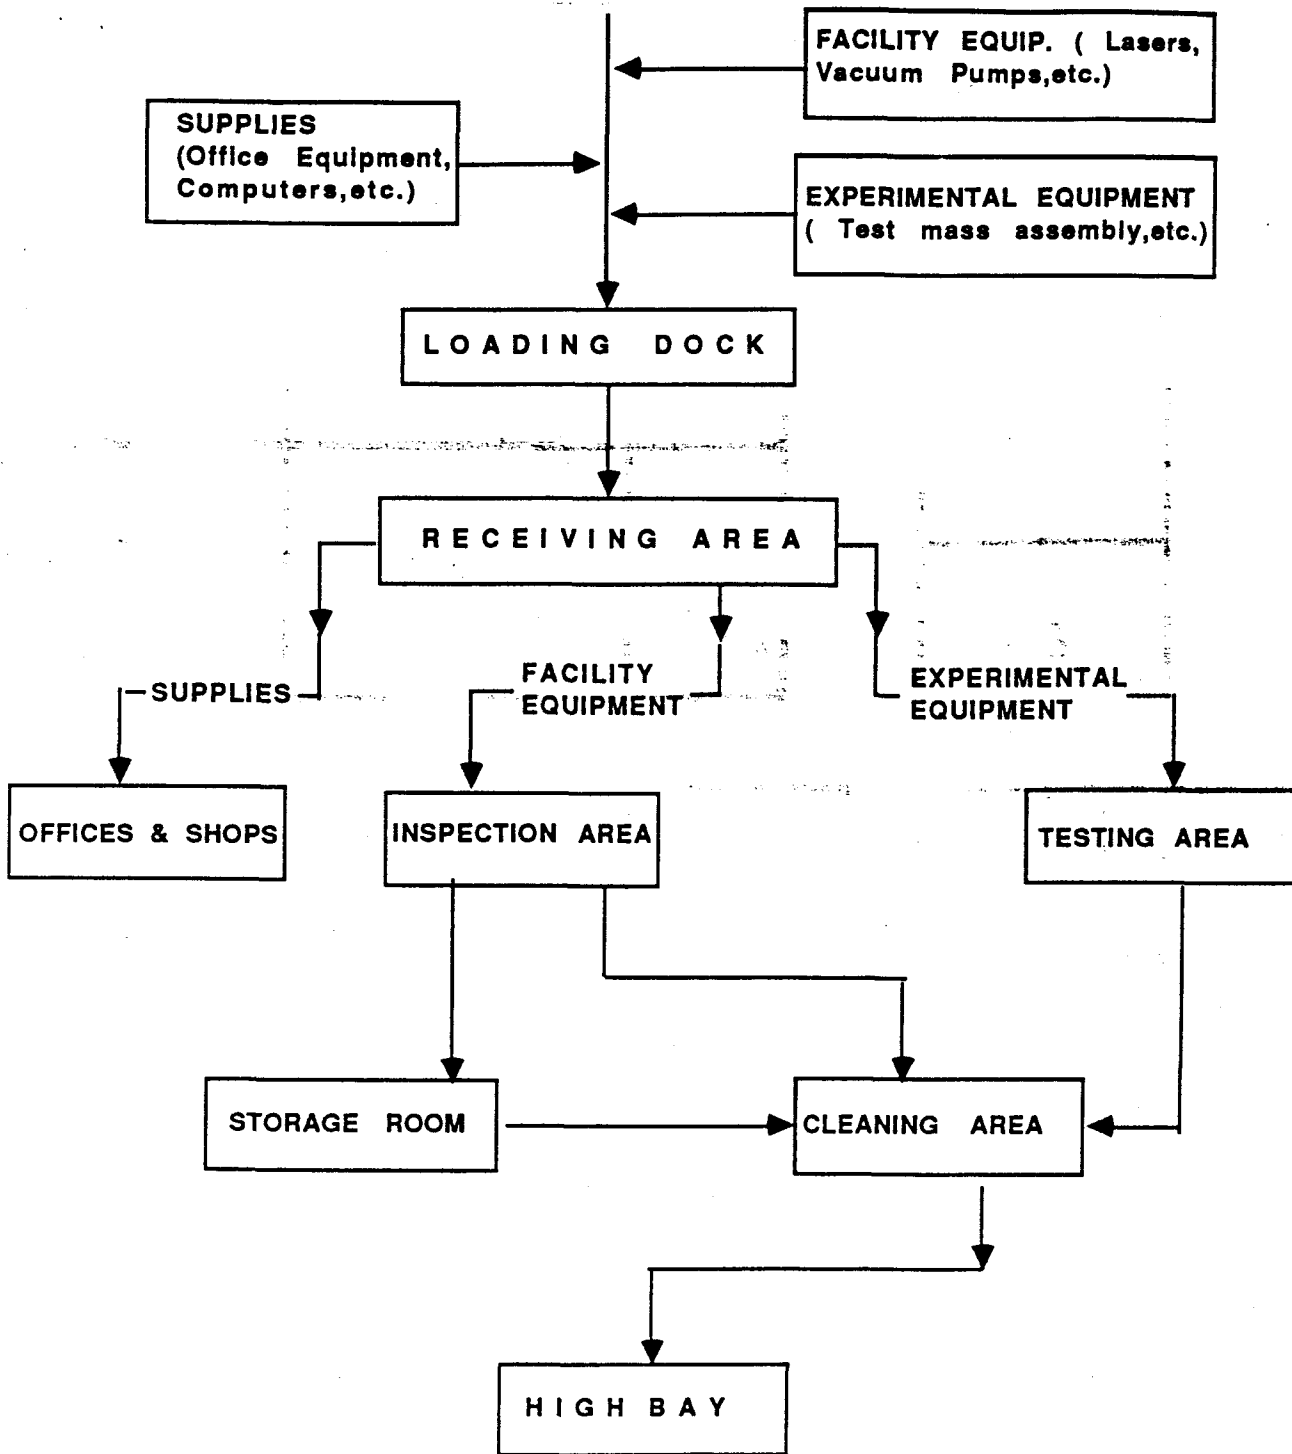 FACILITY EQUIP. ( Lasers,
Vacuum Pumps,etc.)
SUPPLIES
(Office Equipment,
Computers,etc.)
EXPERIMENTAL EQUIPMENT
( Test mass assembly,etc.)
LOADING DOCK
RECEIVING AREA
SUPPLIES
FACILITY
EQUIPMENT
EXPERIMENTAL
EQUIPMENT
OFFICES & SHOPS
INSPECTION AREA
TESTING AREA
STORAGE ROOM
CLEANING AREA
HIGH BAY